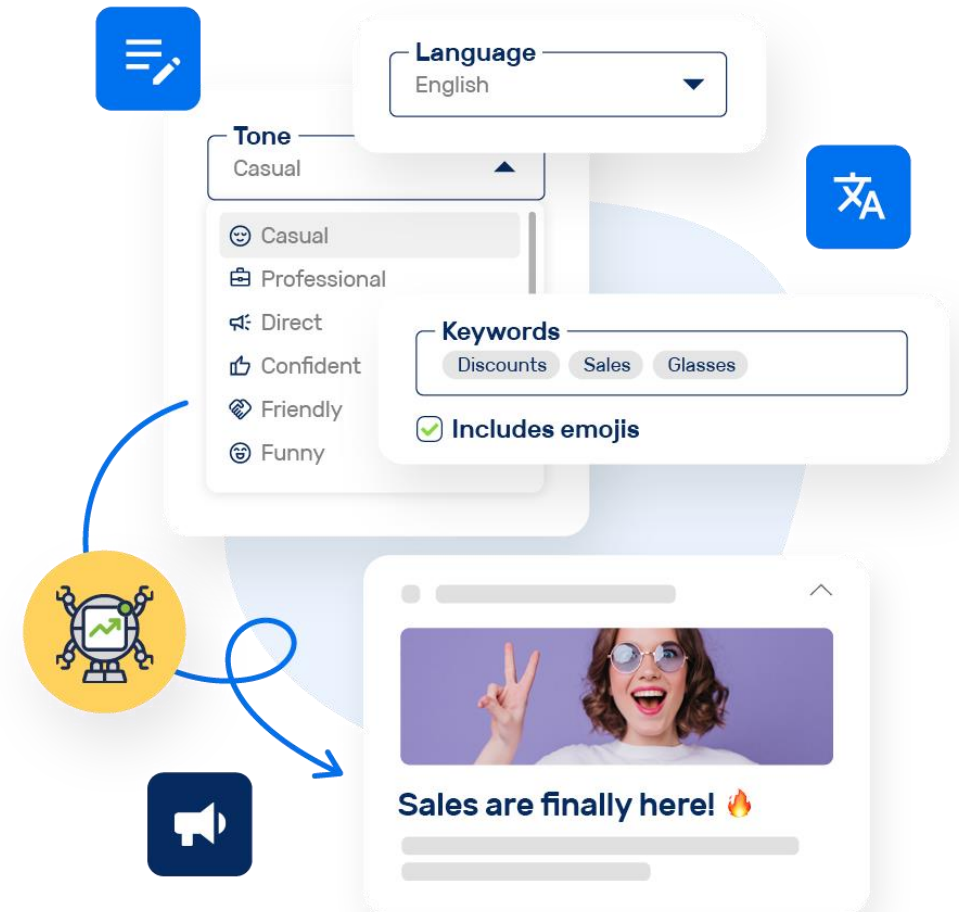 Language
English
Tone
Casual
Casual
Professional
Direct
Confident
Friendly
Funny
Keywords
Discounts Sales Glasses
Includes emojis
Sales are finally here! 🔥